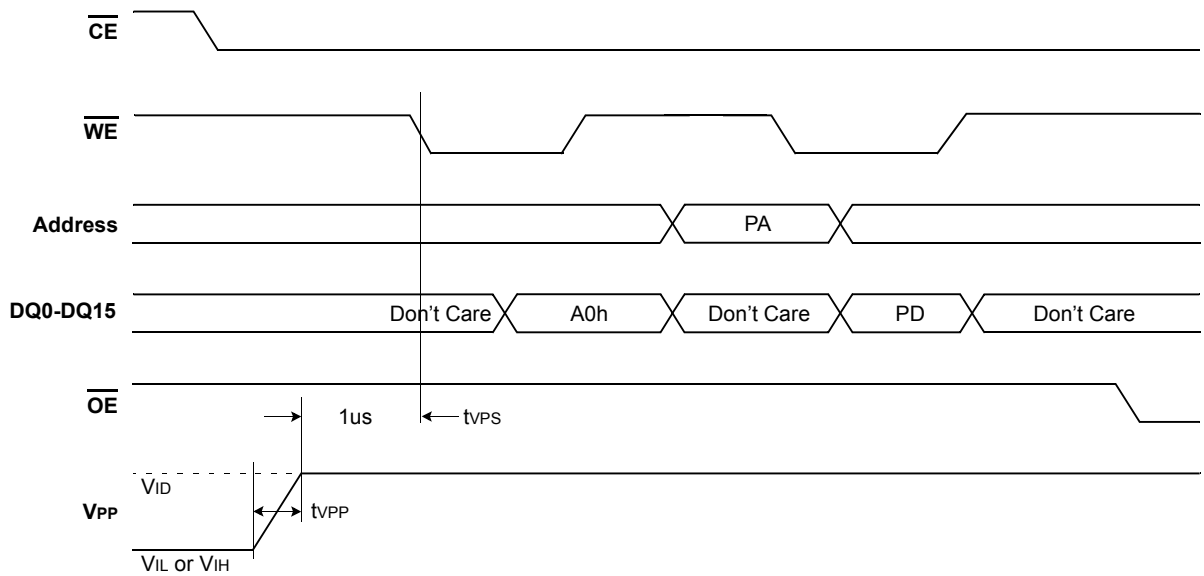 CE
WE
Address
PA
DQ0-DQ15
Don't Care
A0h
Don't Care
PD
Don't Care
OE
1us
tVPS
VID
VPP
tVPP
VIL or VIH